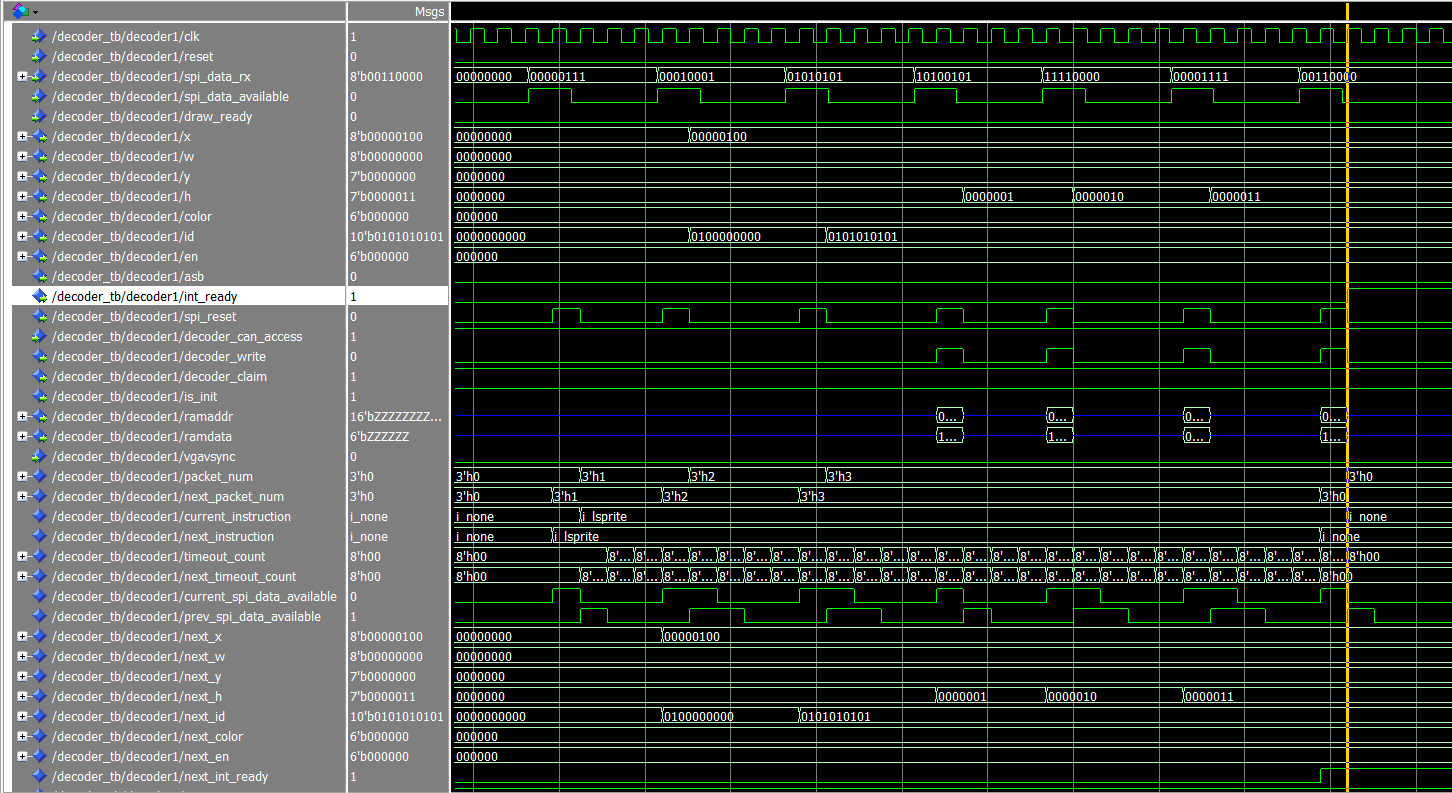 Msgs
/decoder_tb/decoder1/clk 1
/decoder_tb/decoder1/reset 0
/decoder_tb/decoder1/spi_data_rx 8'b00110000 00000000 00000111 00010001 01010101 10100101 11110000 00001111 00110000
/decoder_tb/decoder1/spi_data_available 0
/decoder_tb/decoder1/draw_ready 0
/decoder_tb/decoder1/x 8'b00000100 00000000 00000100
/decoder_tb/decoder1/w 8'b00000000 00000000
/decoder_tb/decoder1/y 7'b0000000 0000000
/decoder_tb/decoder1/h 7'b0000011 0000000 0000001 0000010 0000011
/decoder_tb/decoder1/color 6'b000000 000000
/decoder_tb/decoder1/id 10'b0101010101 0000000000 0100000000 0101010101
/decoder_tb/decoder1/en 6'b000000 000000
/decoder_tb/decoder1/asb 0
/decoder_tb/decoder1/int_ready 1
/decoder_tb/decoder1/spi_reset 0
/decoder_tb/decoder1/decoder_can_access 1
/decoder_tb/decoder1/decoder_write 0
/decoder_tb/decoder1/decoder_claim 1
/decoder_tb/decoder1/is_init 1
/decoder_tb/decoder1/ramaddr 16'bZZZZZZZZ... 0... 0... 0... 0...
/decoder_tb/decoder1/ramdata 6'bZZZZZZ 1... 1... 0... 1...
/decoder_tb/decoder1/vgavsync 0
/decoder_tb/decoder1/packet_num 3'h0 3'h0 3'h1 3'h2 3'h3 3'h0
/decoder_tb/decoder1/next_packet_num 3'h0 3'h0 3'h1 3'h2 3'h3 3'h0
/decoder_tb/decoder1/current_instruction i_none i_none i_lsprite i_none
/decoder_tb/decoder1/next_instruction i_none i_none i_lsprite i_none
/decoder_tb/decoder1/timeout_count 8'h00 8'h00 8'... 8'... 8'... 8'... 8'... 8'... 8'... 8'... 8'... 8'... 8'... 8'... 8'... 8'... 8'... 8'... 8'... 8'... 8'... 8'... 8'... 8'... 8'... 8'... 8'... 8'... 8'... 8'h00
/decoder_tb/decoder1/next_timeout_count 8'h00 8'h00 8'... 8'... 8'... 8'... 8'... 8'... 8'... 8'... 8'... 8'... 8'... 8'... 8'... 8'... 8'... 8'... 8'... 8'... 8'... 8'... 8'... 8'... 8'... 8'... 8'... 8'... 8'... 8'h00
/decoder_tb/decoder1/current_spi_data_available 0
/decoder_tb/decoder1/prev_spi_data_available 1
/decoder_tb/decoder1/next_x 8'b00000100 00000000 00000100
/decoder_tb/decoder1/next_w 8'b00000000 00000000
/decoder_tb/decoder1/next_y 7'b0000000 0000000
/decoder_tb/decoder1/next_h 7'b0000011 0000000 0000001 0000010 0000011
/decoder_tb/decoder1/next_id 10'b0101010101 0000000000 0100000000 0101010101
/decoder_tb/decoder1/next_color 6'b000000 000000
/decoder_tb/decoder1/next_en 6'b000000 000000
/decoder_tb/decoder1/next_int_ready 1